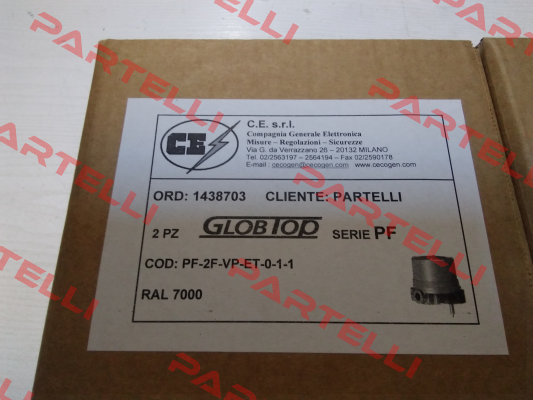 C.E. s.r.l.
Compagnia Generale Elettronica
Misure – Regolazioni – Sicurezze
Via G. da Verrazzano 26 – 20132 MILANO
Tel. 02/2563197 – 2564194 – Fax 02/2590178
e-mail cecogen@cecogen.com www.cecogen.com
CE
ORD: 1438703 CLIENTE: PARTELLI
2 PZ GLOBTOP SERIE PF
COD: PF-2F-VP-ET-0-1-1
RAL 7000
PARTELLI
PARTELLI
PARTELLI
PARTELLI
PARTELLI
PARTELLI